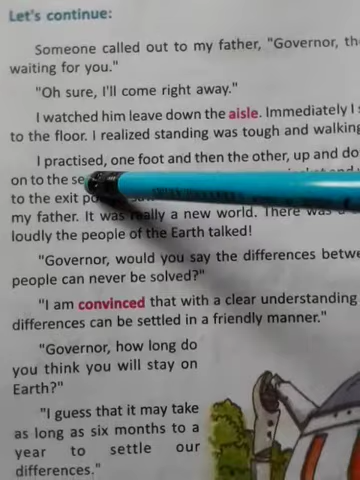 Let's continue:
Someone called out to my father, "Governor, the
waiting for you."
"Oh sure, I'll come right away."
I watched him leave down the aisle. Immediately I s
to the floor. I realized standing was tough and walking
I practised, one foot and then the other, up and do
on to the se
to the exit
my father. It was really a new world. There was
loudly the people of the Earth talked!
"Governor, would you say the differences betwe
people can never be solved?"
"I am convinced that with a clear understanding
differences can be settled in a friendly manner."
"Governor, how long do
you think you will stay on
Earth?"
"I guess that it may take
as long as six months to a
year to settle our
differences."